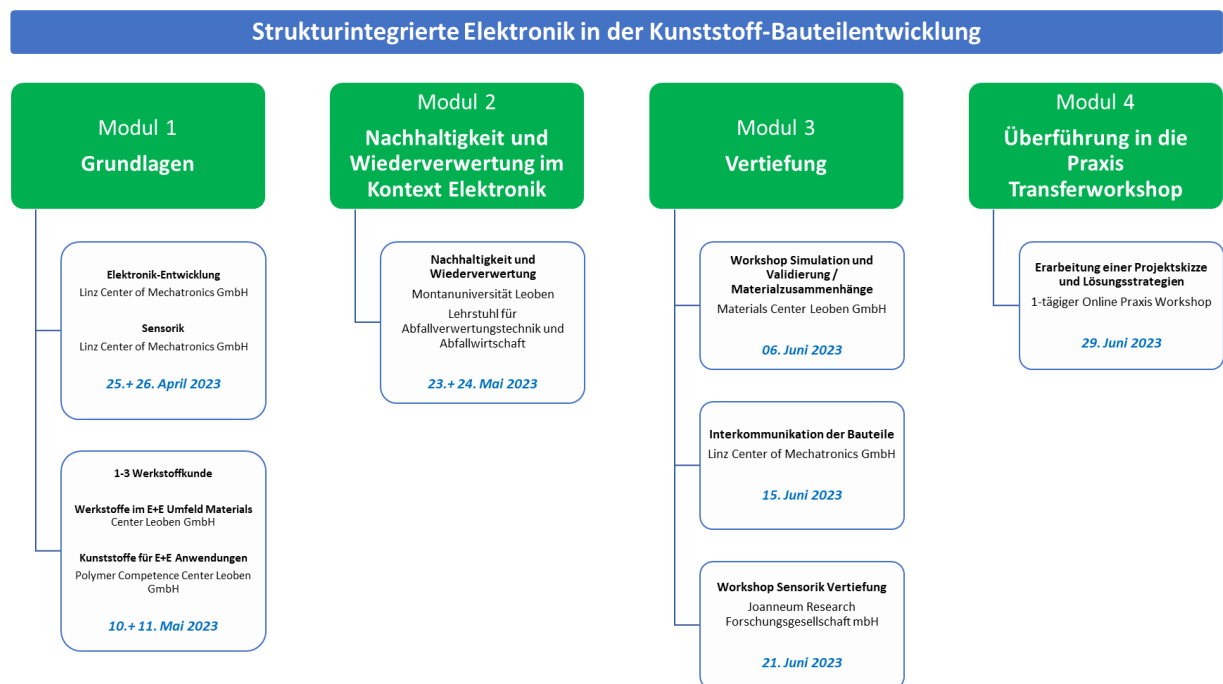 Strukturintegrierte Elektronik in der Kunststoff-Bauteilentwicklung
Modul 1
Grundlagen
Elektronik-Entwicklung
Linz Center of Mechatronics GmbH
Sensorik
Linz Center of Mechatronics GmbH
25.+ 26. April 2023
1-3 Werkstoffkunde
Werkstoffe im E+E Umfeld Materials
Center Leoben GmbH
Kunststoffe für E+E Anwendungen
Polymer Competence Center Leoben
GmbH
10.+ 11. Mai 2023
Modul 2
Nachhaltigkeit und
Wiederverwertung im
Kontext Elektronik
Nachhaltigkeit und
Wiederverwertung
Montanuniversität Leoben
Lehrstuhl für
Abfallverwertungstechnik und
Abfallwirtschaft
23.+ 24. Mai 2023
Modul 3
Vertiefung
Workshop Simulation und
Validierung /
Materialzusammenhänge
Materials Center Leoben GmbH
06. Juni 2023
Interkommunikation der Bauteile
Linz Center of Mechatronics GmbH
15. Juni 2023
Workshop Sensorik Vertiefung
Joanneum Research
Forschungsgesellschaft mbH
21. Juni 2023
Modul 4
Überführung in die
Praxis
Transferworkshop
Erarbeitung einer Projektskizze
und Lösungsstrategien
1-tägiger Online Praxis Workshop
29. Juni 2023